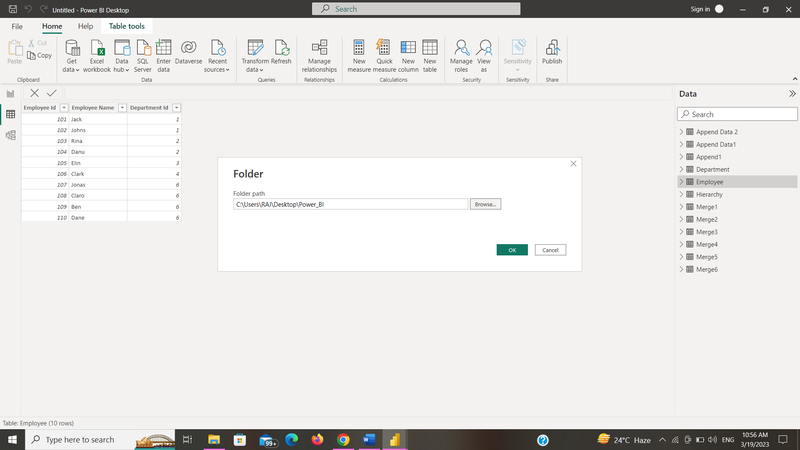 Untitled - Power BI Desktop
Search
Sign in
File
Home
Help
Table tools
Paste
Cut
Copy
Clipboard
Get data
Excel workbook
Data hub
SQL Server
Enter data
Dataverse
Recent sources
Data
Transform data
Refresh
Queries
Manage relationships
Relationships
New measure
Quick measure
New column
New table
Calculations
Manage roles
View as
Security
Sensitivity
Sensitivity
Publish
Share
Employee Id Employee Name Department Id
101 Jack 1
102 Johns 1
103 Rina 2
104 Danu 2
105 Elin 3
106 Clark 4
107 Jonas 6
108 Claro 6
109 Ben 6
110 Dane 6
Folder
Folder path
C:\Users\RAJ\Desktop\Power_BI
Browse...
OK
Cancel
Data
Search
Append Data 2
Append Data1
Append1
Department
Employee
Hierarchy
Merge1
Merge2
Merge3
Merge4
Merge5
Merge6
Table: Employee (10 rows)
Type here to search
99+
24°C Haze
ENG
10:56 AM
3/19/2023